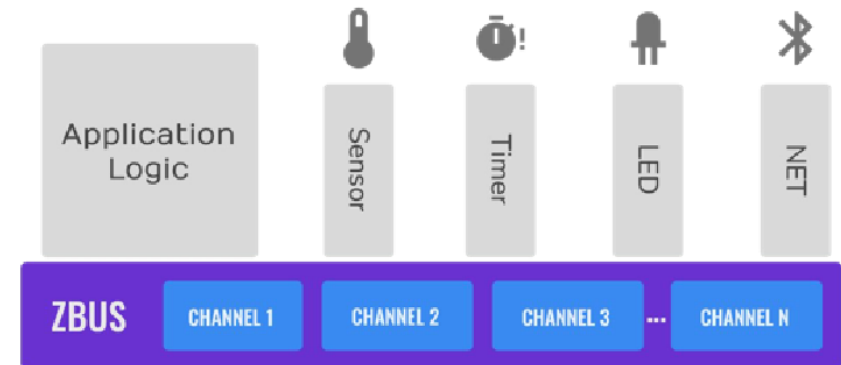 Application
Logic
Sensor
Timer
!
LED
NET
ZBUS
CHANNEL 1
CHANNEL 2
CHANNEL 3
...
CHANNEL N